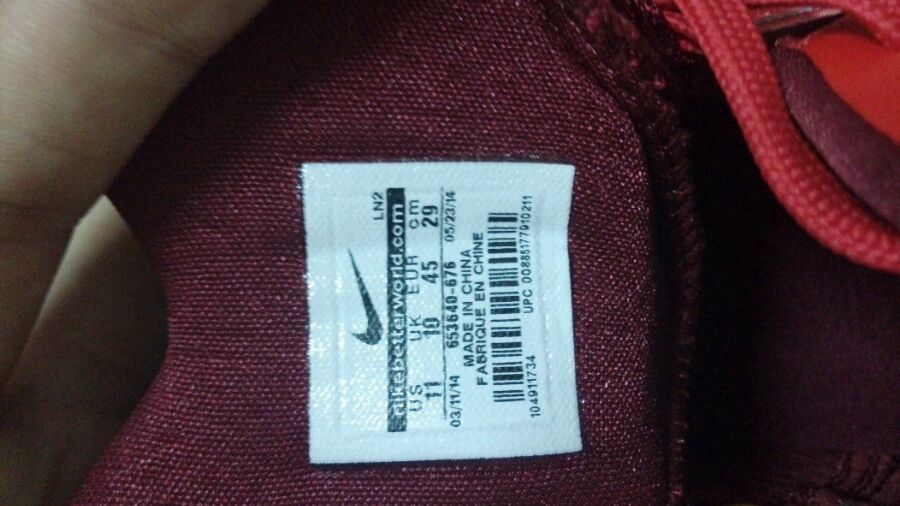 LN2
nikebetterworld.com
US UK EUR cm
11 10 45 29
03/11/14 653640-676 05/23/14
MADE IN CHINA
FABRIQUE EN CHINE
UPC 00885177910211
104911734